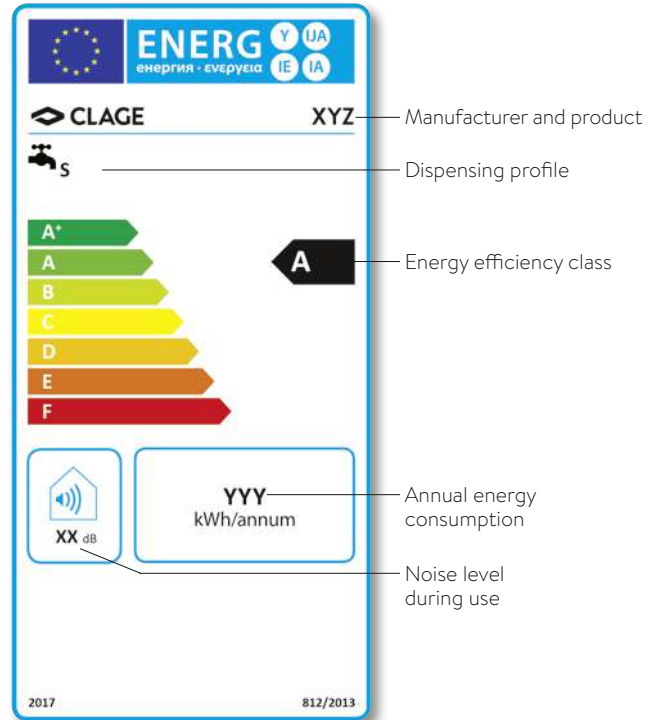 ENERG Y IJA
енергия · ενεργεια IE IA
CLAGE XYZ
Manufacturer and product
S
Dispensing profile
A+
A
A
Energy efficiency class
B
C
D
E
F
YYY
kWh/annum
Annual energy
consumption
XX dB
Noise level
during use
2017 812/2013